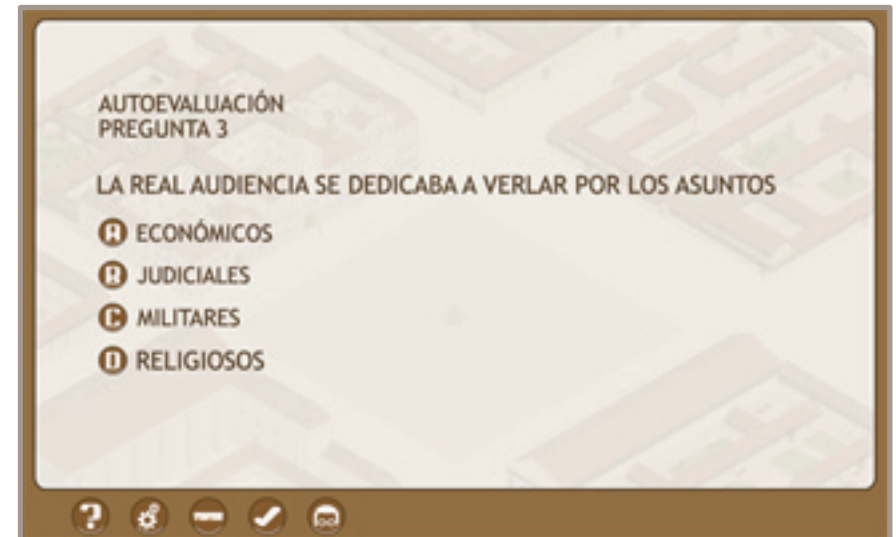 AUTOEVALUACIÓN
PREGUNTA 3
LA REAL AUDIENCIA SE DEDICABA A VERLAR POR LOS ASUNTOS
ECONÓMICOS
JUDICIALES
C MILITARES
D RELIGIOSOS
?